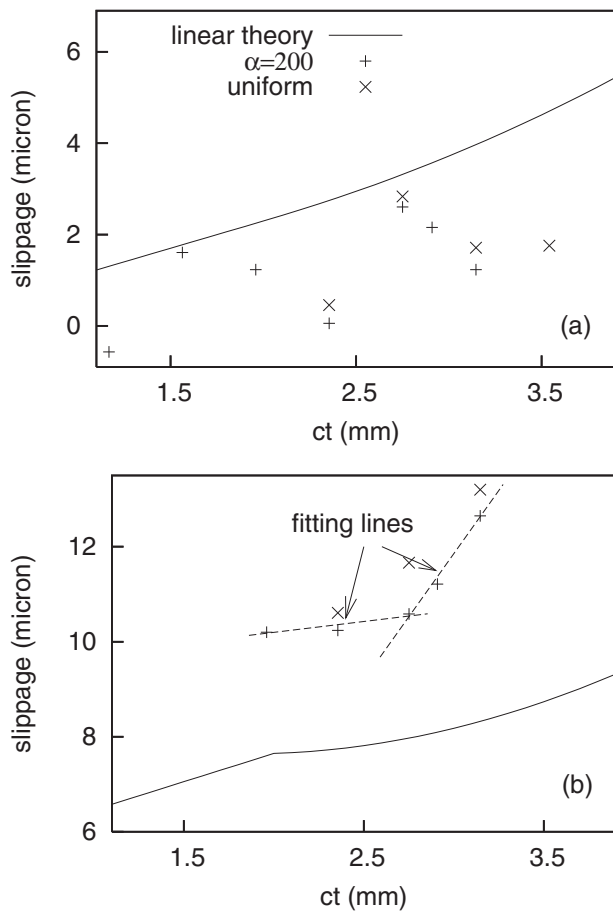 linear theory
α=200
uniform
6
4
2
0
slippage (micron)
(a)
1.5 2.5 3.5
ct (mm)
fitting lines
12
10
8
6
slippage (micron)
(b)
1.5 2.5 3.5
ct (mm)